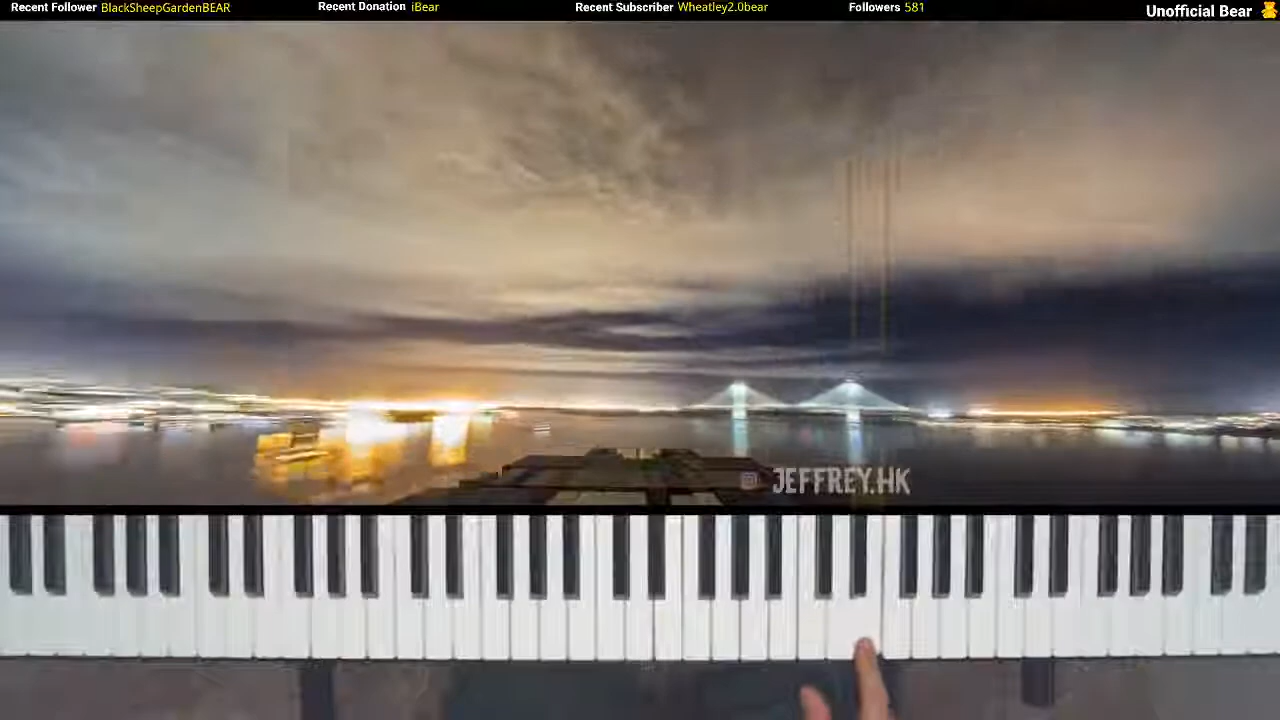 Recent Follower BlackSheepGardenBEAR
Recent Donation iBear
Recent Subscriber Wheatley2.0bear
Followers 581
Unofficial Bear
JEFFREY.HK